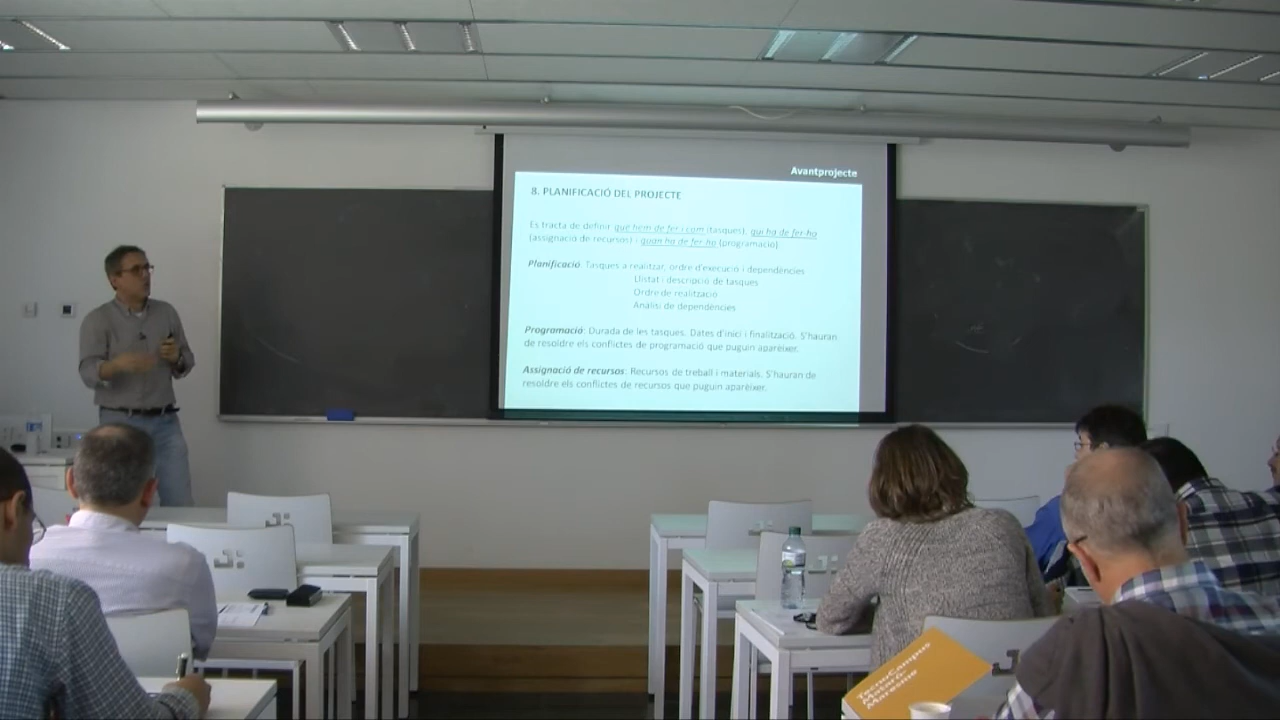 Avantprojecte
8. PLANIFICACIÓ DEL PROJECTE
Es tracta de definir què hem de fer i com (tasques), qui ha de fer-ho
(assignació de recursos) i quan ha de fer-ho (programació)
Planificació: Tasques a realitzar, ordre d'execució i dependències
Llistat i descripció de tasques
Ordre de realització
Anàlisi de dependències
Programació: Durada de les tasques. Dates d'inici i finalització. S'hauran
de resoldre els conflictes de programació que puguin aparèixer.
Assignació de recursos: Recursos de treball i materials. S'hauran de
resoldre els conflictes de recursos que puguin aparèixer.
TecnoCampus
Mataró
Maresme